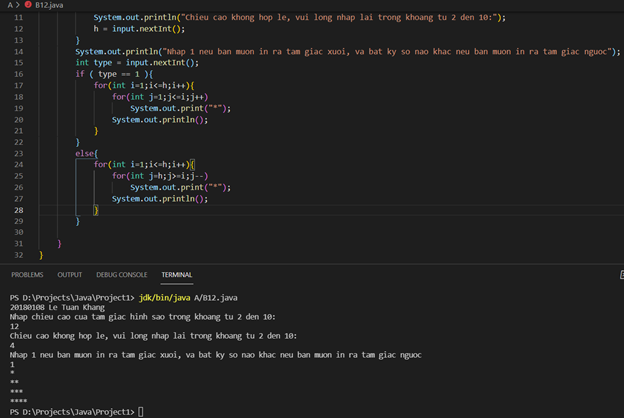 A > B12.java
11 System.out.println("Chieu cao khong hop le, vui long nhap lai trong khoang tu 2 den 10:");
12 h = input.nextInt();
13 }
14 System.out.println("Nhap 1 neu ban muon in ra tam giac xuoi, va bat ky so nao khac neu ban muon in ra tam giac nguoc");
15 int type = input.nextInt();
16 if ( type == 1 ){
17 for(int i=1;i<=h;i++){
18 for(int j=1;j<=i;j++)
19 System.out.print("*");
20 System.out.println();
21 }
22 }
23 else{
24 for(int i=1;i<=h;i++){
25 for(int j=h;j>=i;j--)
26 System.out.print("*");
27 System.out.println();
28 }
29 }
30
31 }
32 }
PROBLEMS OUTPUT DEBUG CONSOLE TERMINAL
PS D:\Projects\Java\Project1> jdk/bin/java A/B12.java
20180108 Le Tuan Khang
Nhap chieu cao cua tam giac hinh sao trong khoang tu 2 den 10:
12
Chieu cao khong hop le, vui long nhap lai trong khoang tu 2 den 10:
4
Nhap 1 neu ban muon in ra tam giac xuoi, va bat ky so nao khac neu ban muon in ra tam giac nguoc
1
*
**
***
****
PS D:\Projects\Java\Project1>